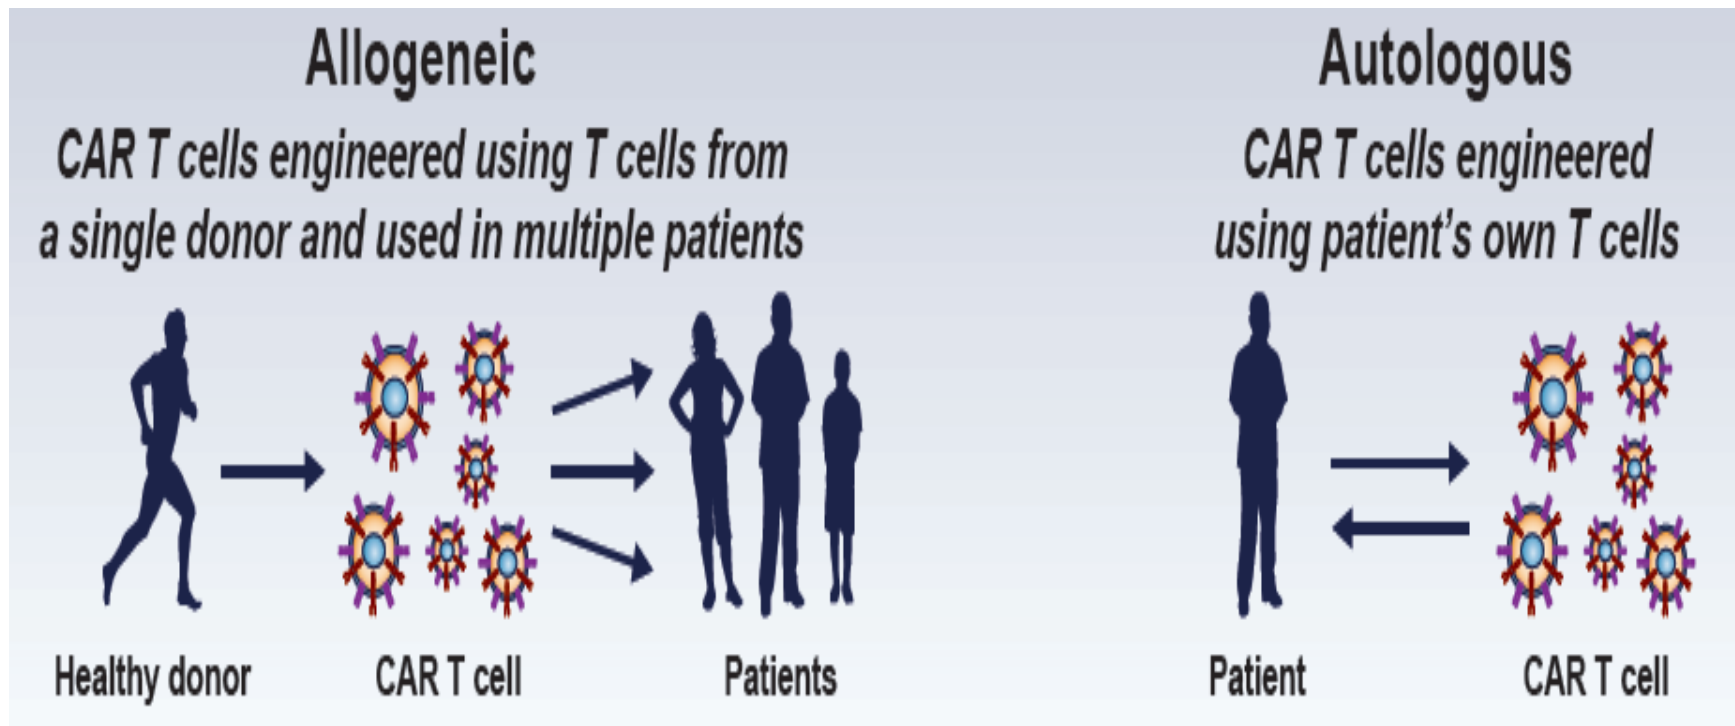 Allogeneic
CAR T cells engineered using T cells from
a single donor and used in multiple patients
Healthy donor
CAR T cell
Patients
Autologous
CAR T cells engineered
using patient's own T cells
Patient
CAR T cell